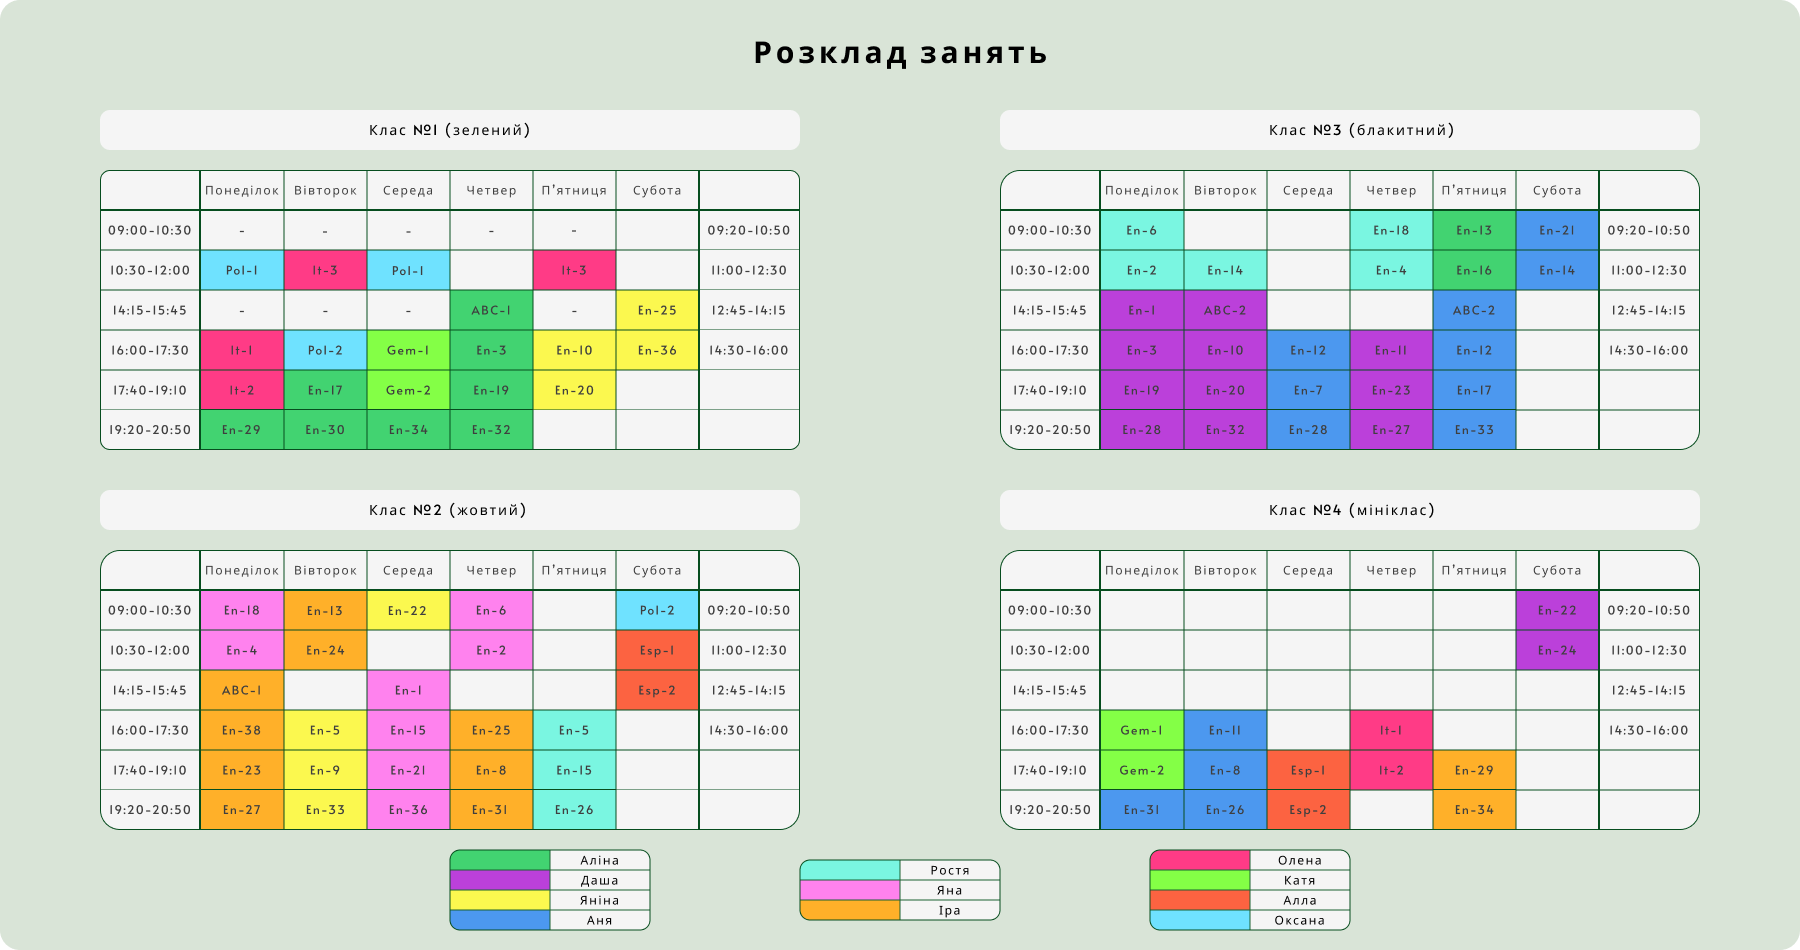 Розклад занять
Клас №1 (зелений)
Понеділок Вівторок Середа Четвер П'ятниця Субота
09:00-10:30 - - - - - 09:20-10:50
10:30-12:00 Pol-1 It-3 Pol-1 It-3 11:00-12:30
14:15-15:45 - - - ABC-1 - En-25 12:45-14:15
16:00-17:30 It-1 Pol-2 Gem-1 En-3 En-10 En-36 14:30-16:00
17:40-19:10 It-2 En-17 Gem-2 En-19 En-20
19:20-20:50 En-29 En-30 En-34 En-32
Клас №3 (блакитний)
Понеділок Вівторок Середа Четвер П'ятниця Субота
09:00-10:30 En-6 En-18 En-13 En-21 09:20-10:50
10:30-12:00 En-2 En-14 En-4 En-16 En-14 11:00-12:30
14:15-15:45 En-1 ABC-2 ABC-2 12:45-14:15
16:00-17:30 En-3 En-10 En-12 En-11 En-12 14:30-16:00
17:40-19:10 En-19 En-20 En-7 En-23 En-17
19:20-20:50 En-28 En-32 En-28 En-27 En-33
Клас №2 (жовтий)
Понеділок Вівторок Середа Четвер П'ятниця Субота
09:00-10:30 En-18 En-13 En-22 En-6 Pol-2 09:20-10:50
10:30-12:00 En-4 En-24 En-2 Esp-1 11:00-12:30
14:15-15:45 ABC-1 En-1 Esp-2 12:45-14:15
16:00-17:30 En-38 En-5 En-15 En-25 En-5 14:30-16:00
17:40-19:10 En-23 En-9 En-21 En-8 En-15
19:20-20:50 En-27 En-33 En-36 En-31 En-26
Клас №4 (мініклас)
Понеділок Вівторок Середа Четвер П'ятниця Субота
09:00-10:30 En-22 09:20-10:50
10:30-12:00 En-24 11:00-12:30
14:15-15:45 12:45-14:15
16:00-17:30 Gem-1 En-11 It-1 14:30-16:00
17:40-19:10 Gem-2 En-8 Esp-1 It-2 En-29
19:20-20:50 En-31 En-26 Esp-2 En-34
Аліна
Даша
Яніна
Аня
Ростя
Яна
Іра
Олена
Катя
Алла
Оксана